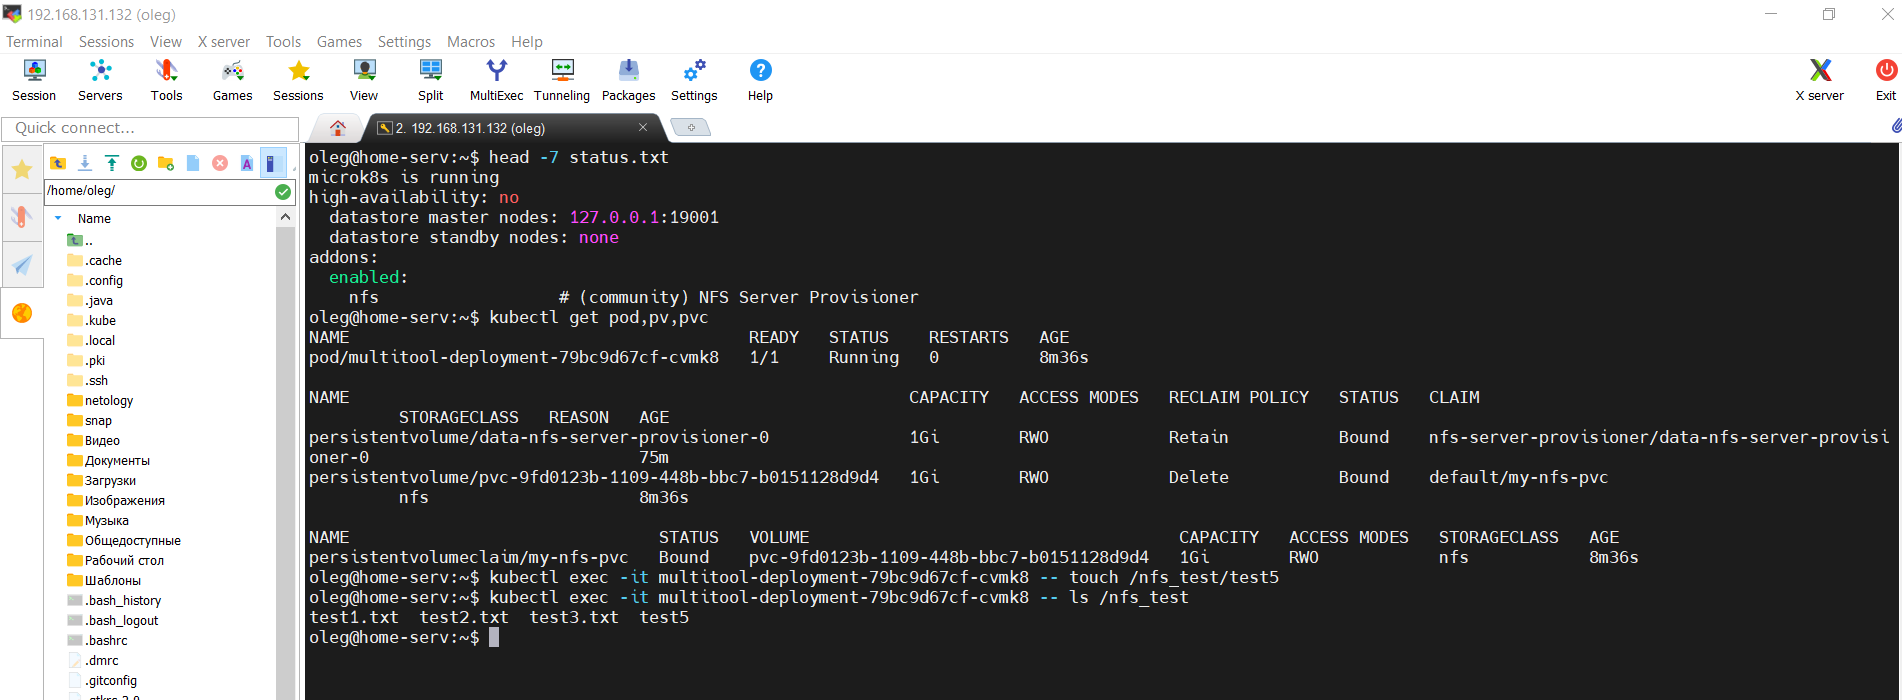 192.168.131.132 (oleg)
Terminal Sessions View X server Tools Games Settings Macros Help
Session Servers Tools Games Sessions View Split MultiExec Tunneling Packages Settings Help X server Exit
Quick connect...
2. 192.168.131.132 (oleg)
/home/oleg/
Name
..
.cache
.config
.java
.kube
.local
.pki
.ssh
netology
snap
Видео
Документы
Загрузки
Изображения
Музыка
Общедоступные
Рабочий стол
Шаблоны
.bash_history
.bash_logout
.bashrc
.dmrc
.gitconfig
oleg@home-serv:~$ head -7 status.txt
microk8s is running
high-availability: no
  datastore master nodes: 127.0.0.1:19001
  datastore standby nodes: none
addons:
  enabled:
    nfs                  # (community) NFS Server Provisioner
oleg@home-serv:~$ kubectl get pod,pv,pvc
NAME                                        READY   STATUS    RESTARTS   AGE
pod/multitool-deployment-79bc9d67cf-cvmk8   1/1     Running   0          8m36s
NAME                                                        CAPACITY   ACCESS MODES   RECLAIM POLICY   STATUS   CLAIM
         STORAGECLASS   REASON   AGE
persistentvolume/data-nfs-server-provisioner-0              1Gi        RWO            Retain           Bound    nfs-server-provisioner/data-nfs-server-provisi
oner-0                           75m
persistentvolume/pvc-9fd0123b-1109-448b-bbc7-b0151128d9d4   1Gi        RWO            Delete           Bound    default/my-nfs-pvc
         nfs                     8m36s
NAME                               STATUS   VOLUME                                     CAPACITY   ACCESS MODES   STORAGECLASS   AGE
persistentvolumeclaim/my-nfs-pvc   Bound    pvc-9fd0123b-1109-448b-bbc7-b0151128d9d4   1Gi        RWO            nfs            8m36s
oleg@home-serv:~$ kubectl exec -it multitool-deployment-79bc9d67cf-cvmk8 -- touch /nfs_test/test5
oleg@home-serv:~$ kubectl exec -it multitool-deployment-79bc9d67cf-cvmk8 -- ls /nfs_test
test1.txt  test2.txt  test3.txt  test5
oleg@home-serv:~$